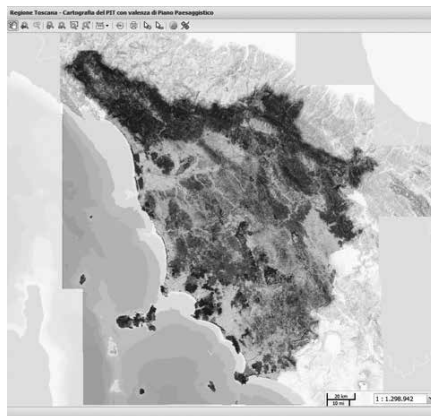 Regione Toscana - Cartografia del PIT con valenza di Piano Paesaggistico
20 km
10 mi
1 : 1.298.942